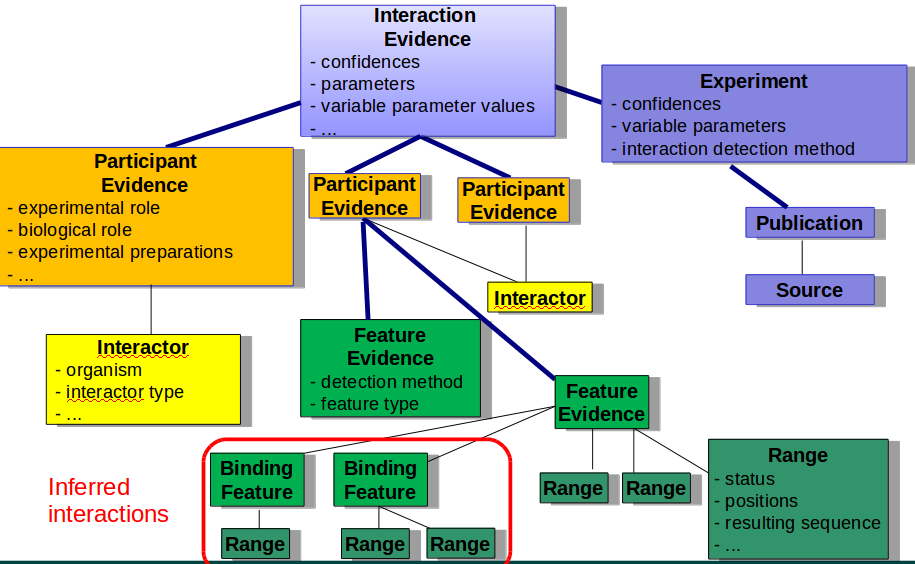 Interaction
Evidence
- confidences
- parameters
- variable parameter values
- ...
Experiment
- confidences
- variable parameters
- interaction detection method
Participant
Evidence
- experimental role
- biological role
- experimental preparations
- ...
Participant
Evidence
Participant
Evidence
Publication
Source
Interactor
Interactor
- organism
- interactor type
- ...
Feature
Evidence
- detection method
- feature type
Feature
Evidence
Inferred
interactions
Binding
Feature
Binding
Feature
Range
Range
Range
Range
Range
Range
- status
- positions
- resulting sequence
- ...